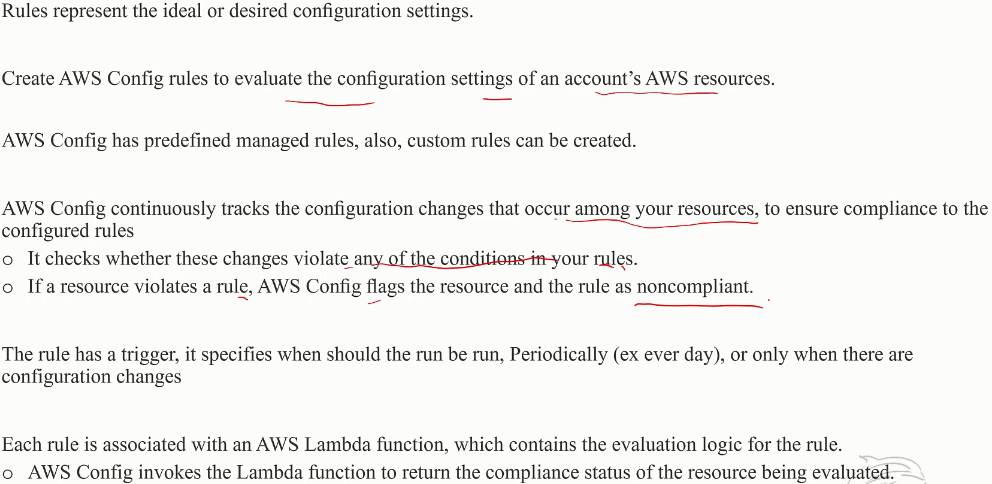 Rules represent the ideal or desired configuration settings.
Create AWS Config rules to evaluate the configuration settings of an account's AWS resources.
AWS Config has predefined managed rules, also, custom rules can be created.
AWS Config continuously tracks the configuration changes that occur among your resources, to ensure compliance to the
configured rules
o It checks whether these changes violate any of the conditions in your rules.
o If a resource violates a rule, AWS Config flags the resource and the rule as noncompliant.
The rule has a trigger, it specifies when should the run be run, Periodically (ex ever day), or only when there are
configuration changes
Each rule is associated with an AWS Lambda function, which contains the evaluation logic for the rule.
o AWS Config invokes the Lambda function to return the compliance status of the resource being evaluated.